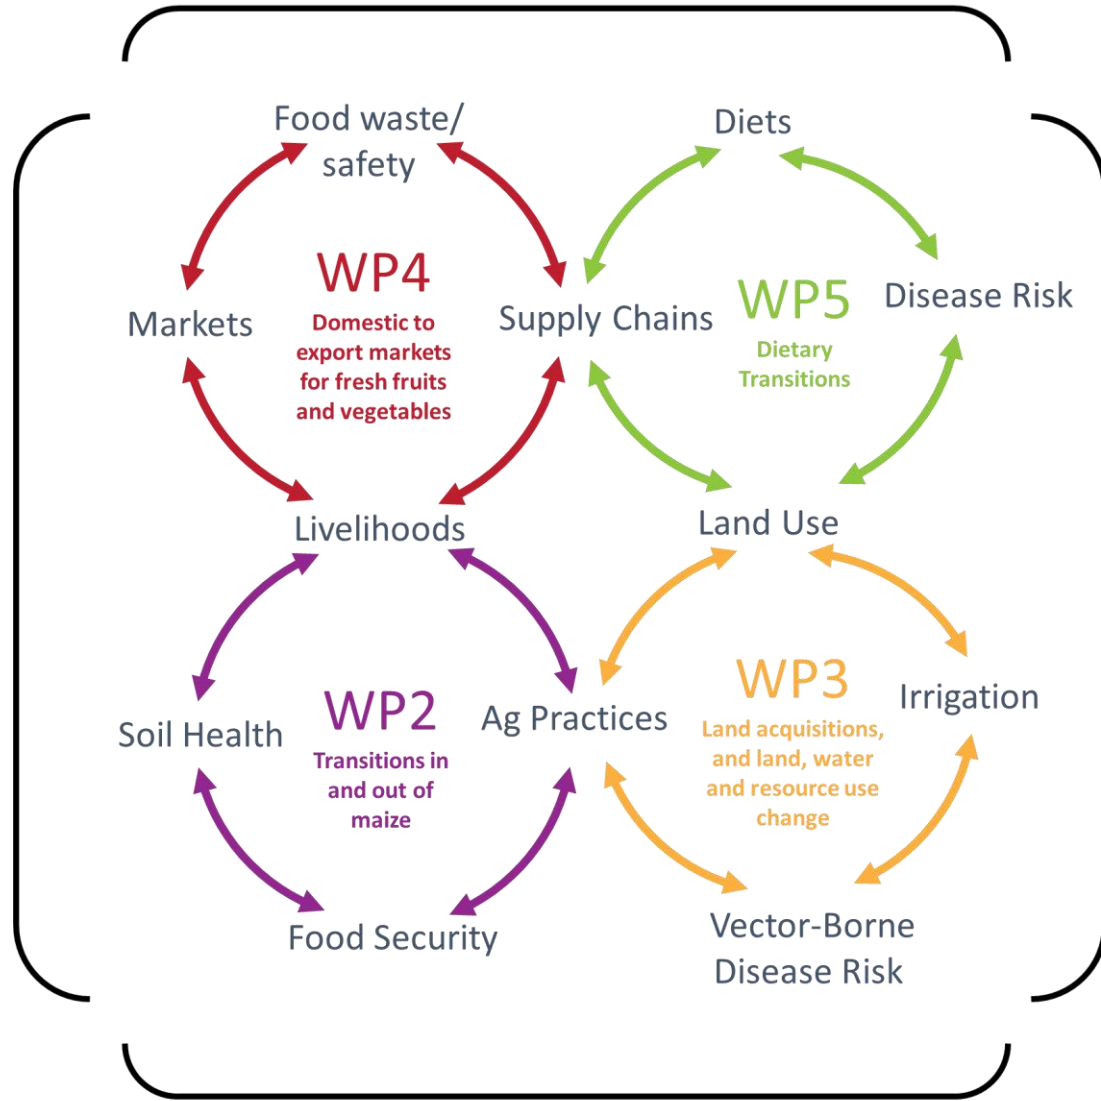 Food waste/
safety
Diets
Markets
WP4
Domestic to
export markets
for fresh fruits
and vegetables
Supply Chains
WP5
Dietary
Transitions
Disease Risk
Livelihoods
Land Use
Soil Health
WP2
Transitions in
and out of
maize
Ag Practices
WP3
Land acquisitions,
and land, water
and resource use
change
Irrigation
Food Security
Vector-Borne
Disease Risk